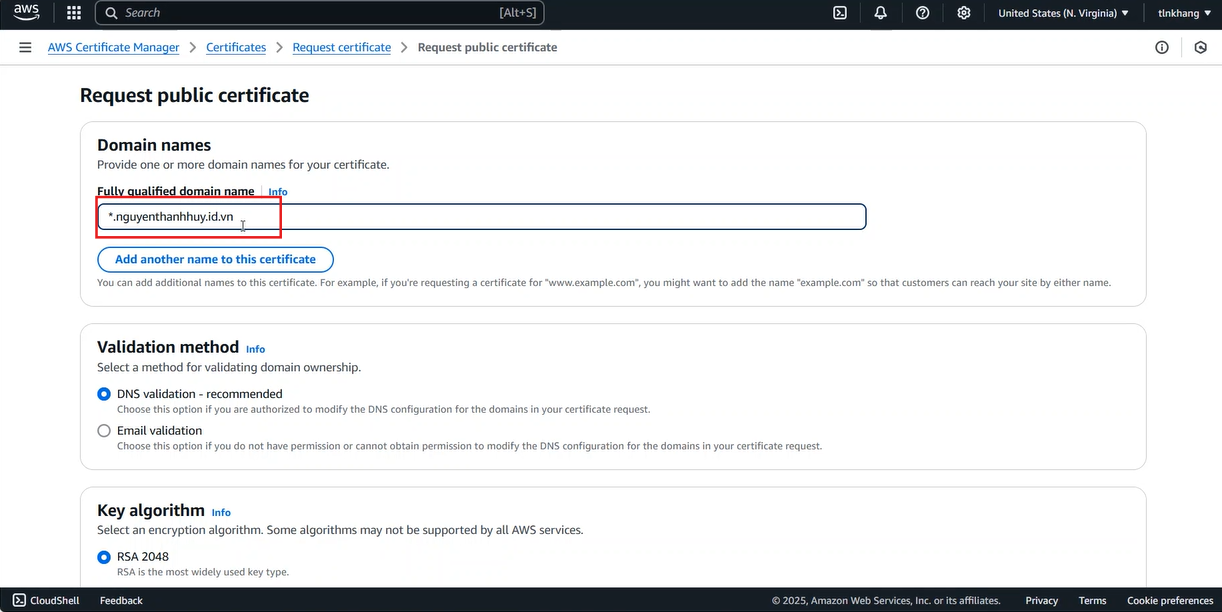 aws
Search [Alt+S] United States (N. Virginia) ▼ tlnkhang ▼
AWS Certificate Manager > Certificates > Request certificate > Request public certificate
Request public certificate
Domain names
Provide one or more domain names for your certificate.
Fully qualified domain name Info
*.nguyenthanhhuy.id.vn
Add another name to this certificate
You can add additional names to this certificate. For example, if you're requesting a certificate for "www.example.com", you might want to add the name "example.com" so that customers can reach your site by either name.
Validation method Info
Select a method for validating domain ownership.
DNS validation - recommended
Choose this option if you are authorized to modify the DNS configuration for the domains in your certificate request.
Email validation
Choose this option if you do not have permission or cannot obtain permission to modify the DNS configuration for the domains in your certificate request.
Key algorithm Info
Select an encryption algorithm. Some algorithms may not be supported by all AWS services.
RSA 2048
RSA is the most widely used key type.
CloudShell Feedback © 2025, Amazon Web Services, Inc. or its affiliates. Privacy Terms Cookie preferences